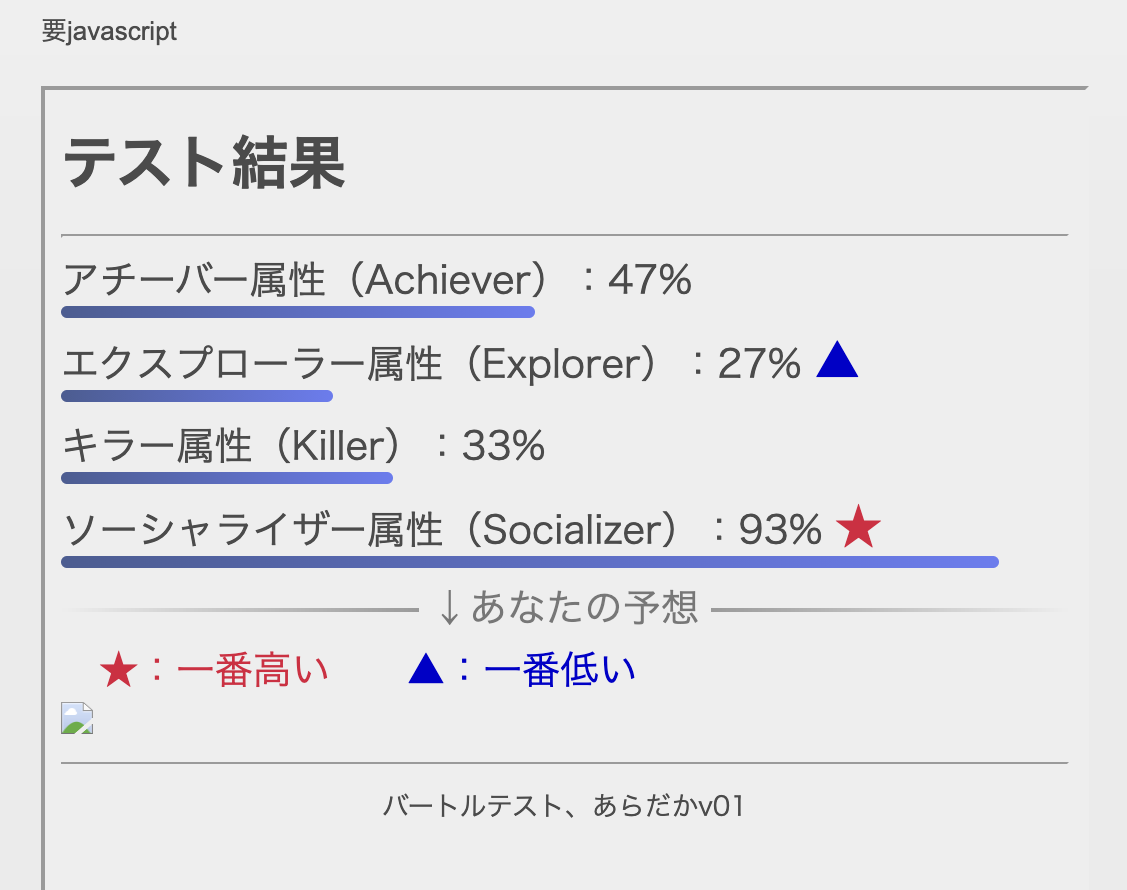 要javascript
テスト結果
アチーバー属性（Achiever）：47%
エクスプローラー属性（Explorer）：27% ▲
キラー属性（Killer）：33%
ソーシャライザー属性（Socializer）：93% ★
↓あなたの予想
★：一番高い ▲：一番低い
バートルテスト、あらだかv01